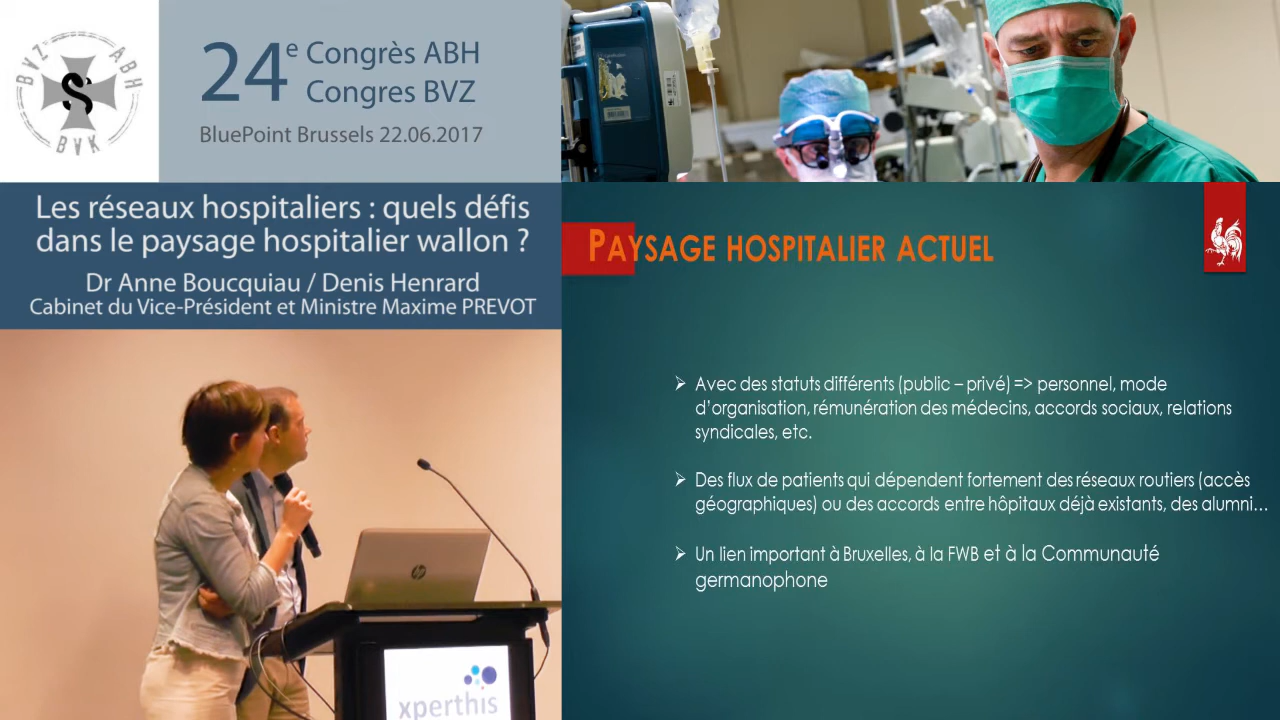 BVZ ABH
BVK
24e Congrès ABH
Congres BVZ
BluePoint Brussels 22.06.2017
Les réseaux hospitaliers : quels défis
dans le paysage hospitalier wallon ?
Dr Anne Boucquiau / Denis Henrard
Cabinet du Vice-Président et Ministre Maxime PREVOT
PAYSAGE HOSPITALIER ACTUEL
Avec des statuts différents (public – privé) => personnel, mode
d'organisation, rémunération des médecins, accords sociaux, relations
syndicales, etc.
Des flux de patients qui dépendent fortement des réseaux routiers (accès
géographiques) ou des accords entre hôpitaux déjà existants, des alumni...
Un lien important à Bruxelles, à la FWB et à la Communauté
germanophone
hp
xperthis